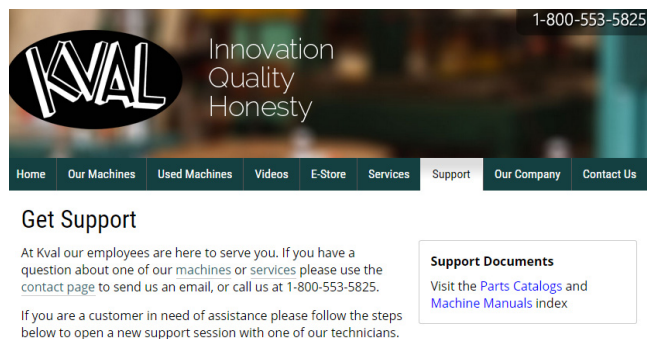 1-800-553-5825
KVAL
Innovation
Quality
Honesty
Home Our Machines Used Machines Videos E-Store Services Support Our Company Contact Us
Get Support
At Kval our employees are here to serve you. If you have a
question about one of our machines or services please use the
contact page to send us an email, or call us at 1-800-553-5825.
If you are a customer in need of assistance please follow the steps
below to open a new support session with one of our technicians.
Support Documents
Visit the Parts Catalogs and
Machine Manuals index